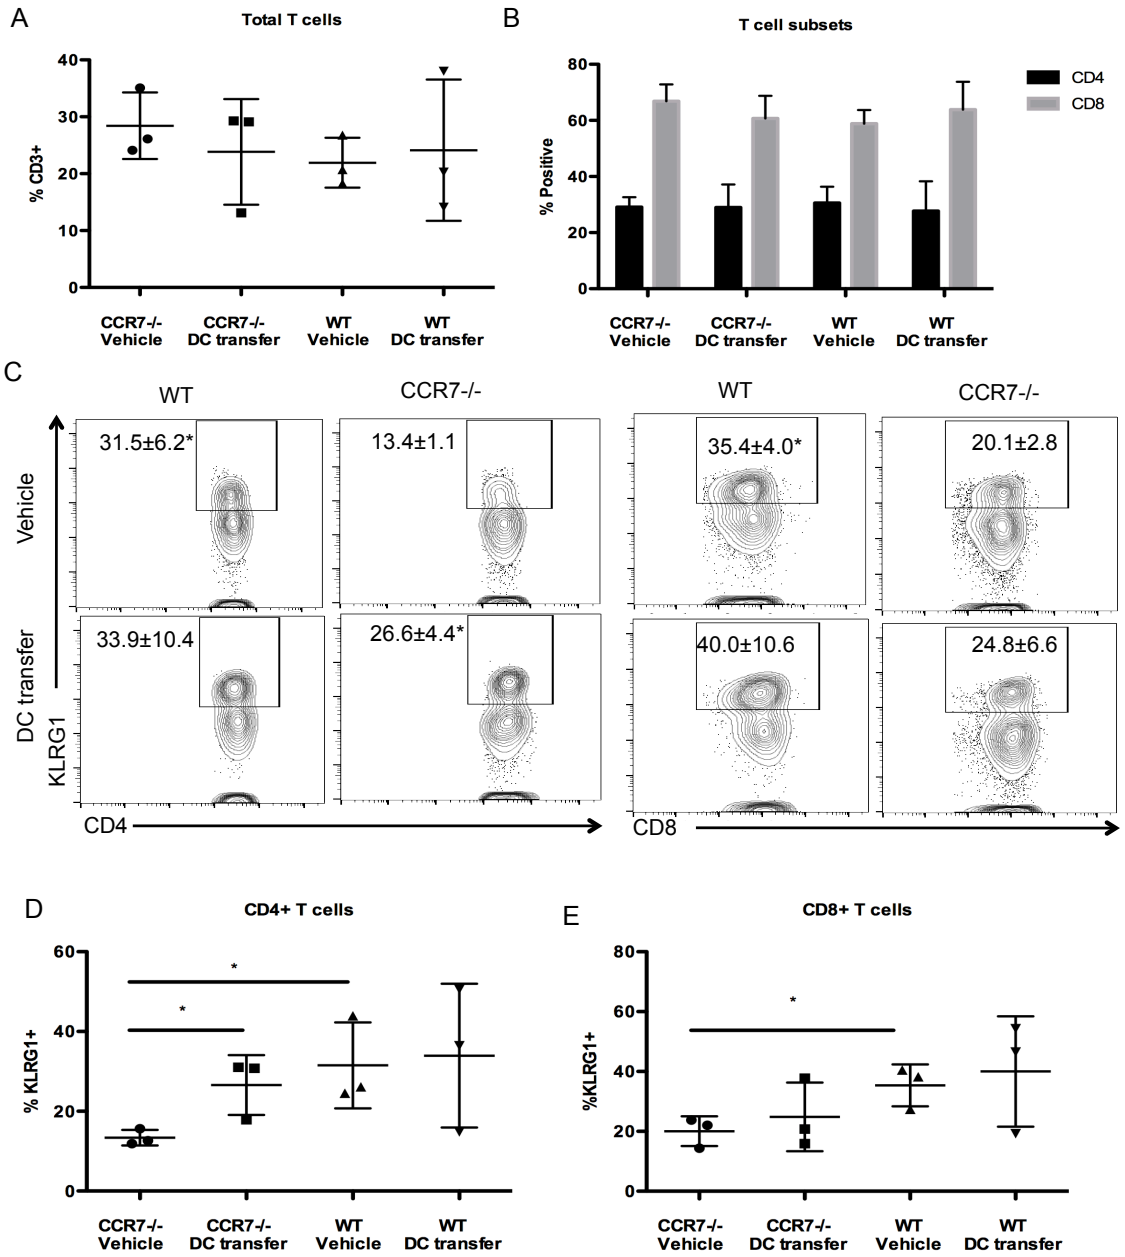 A
Total T cells
% CD3+
40
30
20
10
0
CCR7-/-
Vehicle
CCR7-/-
DC transfer
WT
Vehicle
WT
DC transfer
B
T cell subsets
% Positive
80
60
40
20
0
CCR7-/-
Vehicle
CCR7-/-
DC transfer
WT
Vehicle
WT
DC transfer
CD4
CD8
C
WT
CCR7-/-
WT
CCR7-/-
Vehicle
31.5±6.2*
13.4±1.1
35.4±4.0*
20.1±2.8
DC transfer
KLRG1
33.9±10.4
26.6±4.4*
40.0±10.6
24.8±6.6
CD4
CD8
D
CD4+ T cells
% KLRG1+
60
40
20
0
*
*
CCR7-/-
Vehicle
CCR7-/-
DC transfer
WT
Vehicle
WT
DC transfer
E
CD8+ T cells
%KLRG1+
80
60
40
20
0
*
CCR7-/-
Vehicle
CCR7-/-
DC transfer
WT
Vehicle
WT
DC transfer